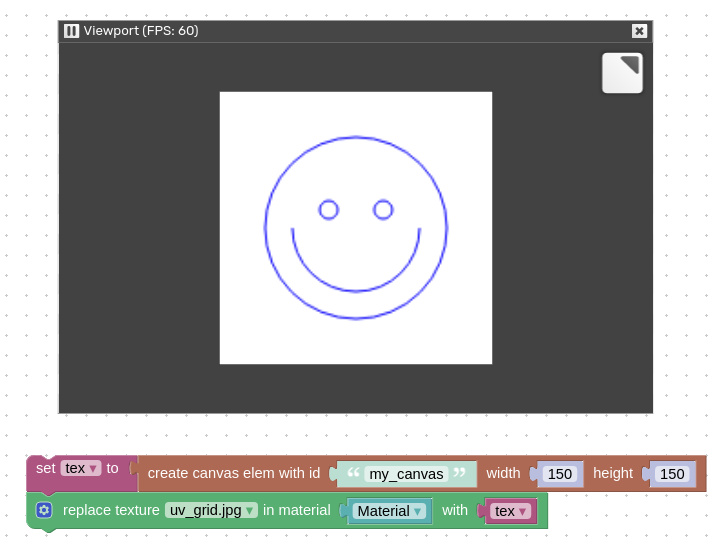 Viewport (FPS: 60)
set tex to create canvas elem with id “ my_canvas ” width 150 height 150
replace texture uv_grid.jpg in material Material with tex